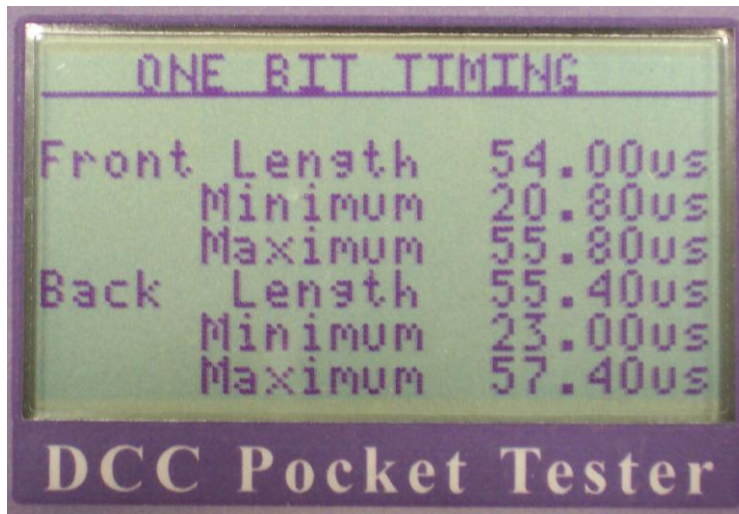 ONE BIT TIMING
Front Length 54.00us
Minimum 20.80us
Maximum 55.80us
Back Length 55.40us
Minimum 23.00us
Maximum 57.40us
DCC Pocket Tester